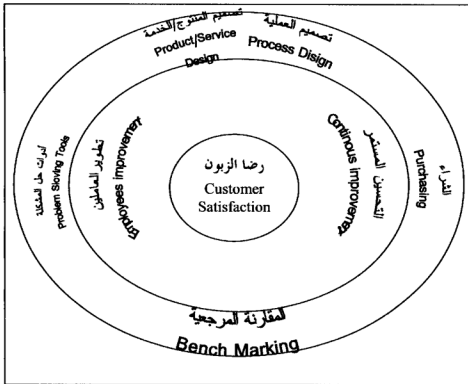 تصميم المنتوج/الخدمة
Product/Service
Design
تصميم العملية
Process Disign
أدوات حل المشكلة
Problem Sloving Tools
تطوير العاملين
Employees improvement
رضا الزبون
Customer
Satisfaction
التحسين المستمر
Continous improvement
الشراء
Purchasing
المقارنة المرجعية
Bench Marking